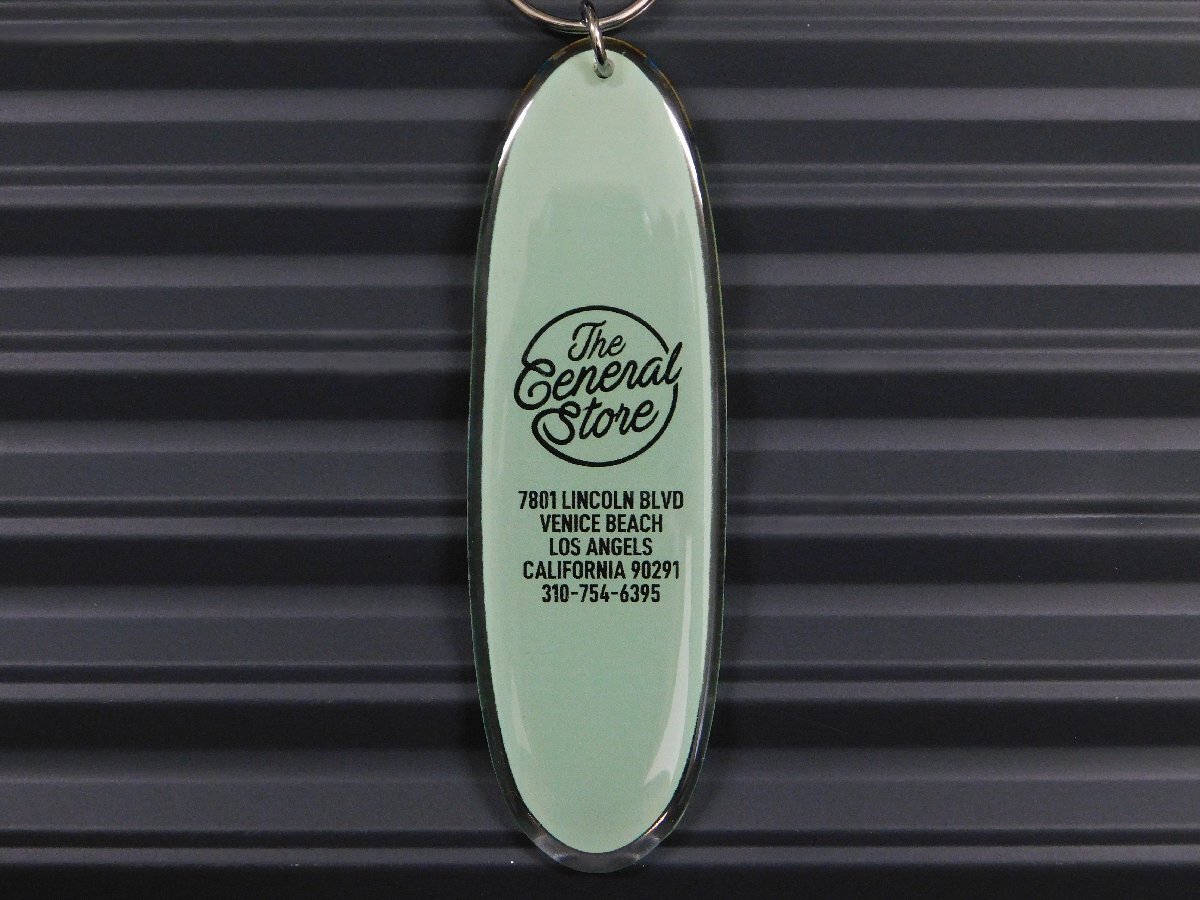 The
General
Store
7801 LINCOLN BLVD
VENICE BEACH
LOS ANGELS
CALIFORNIA 90291
310-754-6395